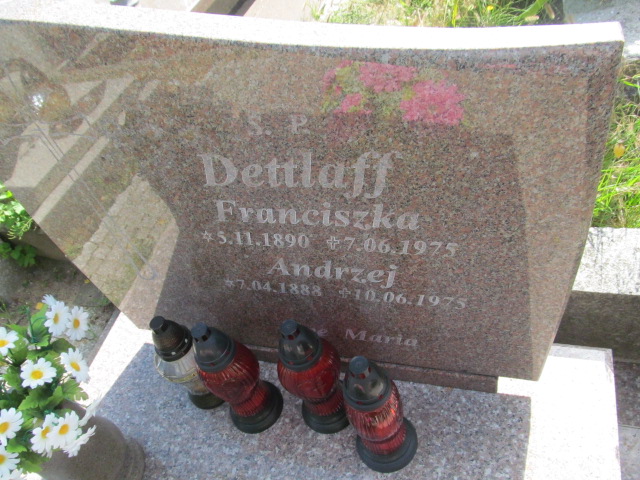 Ś. P.
Dettlaff
Franciszka
*5.11.1890 ✝7.06.1975
Andrzej
*7.04.1888 ✝10.06.1975
Maria